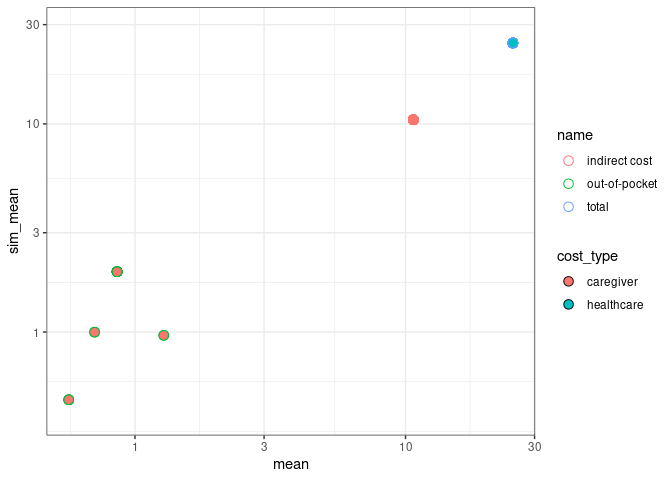 30
10
3
1
sim_mean
1
3
10
30
mean
name
indirect cost
out-of-pocket
total
cost_type
caregiver
healthcare